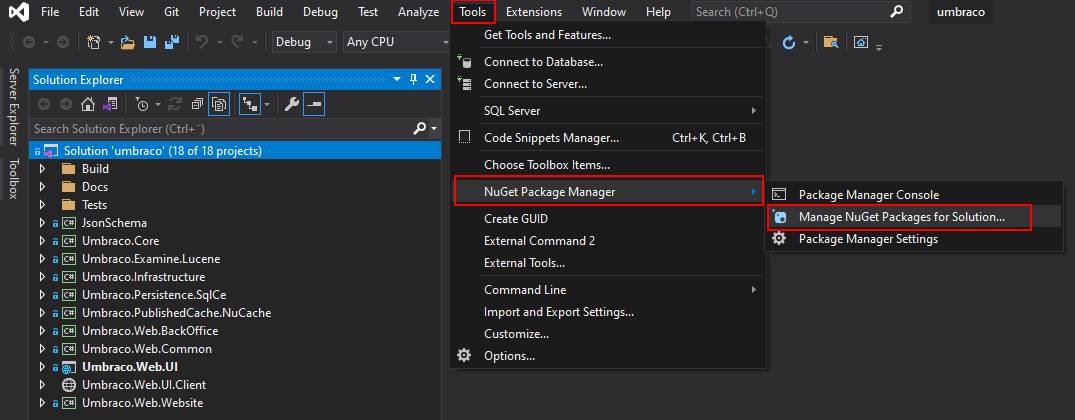 File Edit View Git Project Build Debug Test Analyze Tools Extensions Window Help Search (Ctrl+Q) umbraco
Debug Any CPU
Server Explorer
Toolbox
Solution Explorer
Search Solution Explorer (Ctrl+¨)
Solution 'umbraco' (18 of 18 projects)
Build
Docs
Tests
C# JsonSchema
C# Umbraco.Core
C# Umbraco.Examine.Lucene
C# Umbraco.Infrastructure
C# Umbraco.Persistence.SqlCe
C# Umbraco.PublishedCache.NuCache
C# Umbraco.Web.BackOffice
C# Umbraco.Web.Common
Umbraco.Web.UI
Umbraco.Web.UI.Client
C# Umbraco.Web.Website
Get Tools and Features...
Connect to Database...
Connect to Server...
SQL Server
Code Snippets Manager... Ctrl+K, Ctrl+B
Choose Toolbox Items...
NuGet Package Manager
Create GUID
External Command 2
External Tools...
Command Line
Import and Export Settings...
Customize...
Options...
Package Manager Console
Manage NuGet Packages for Solution...
Package Manager Settings